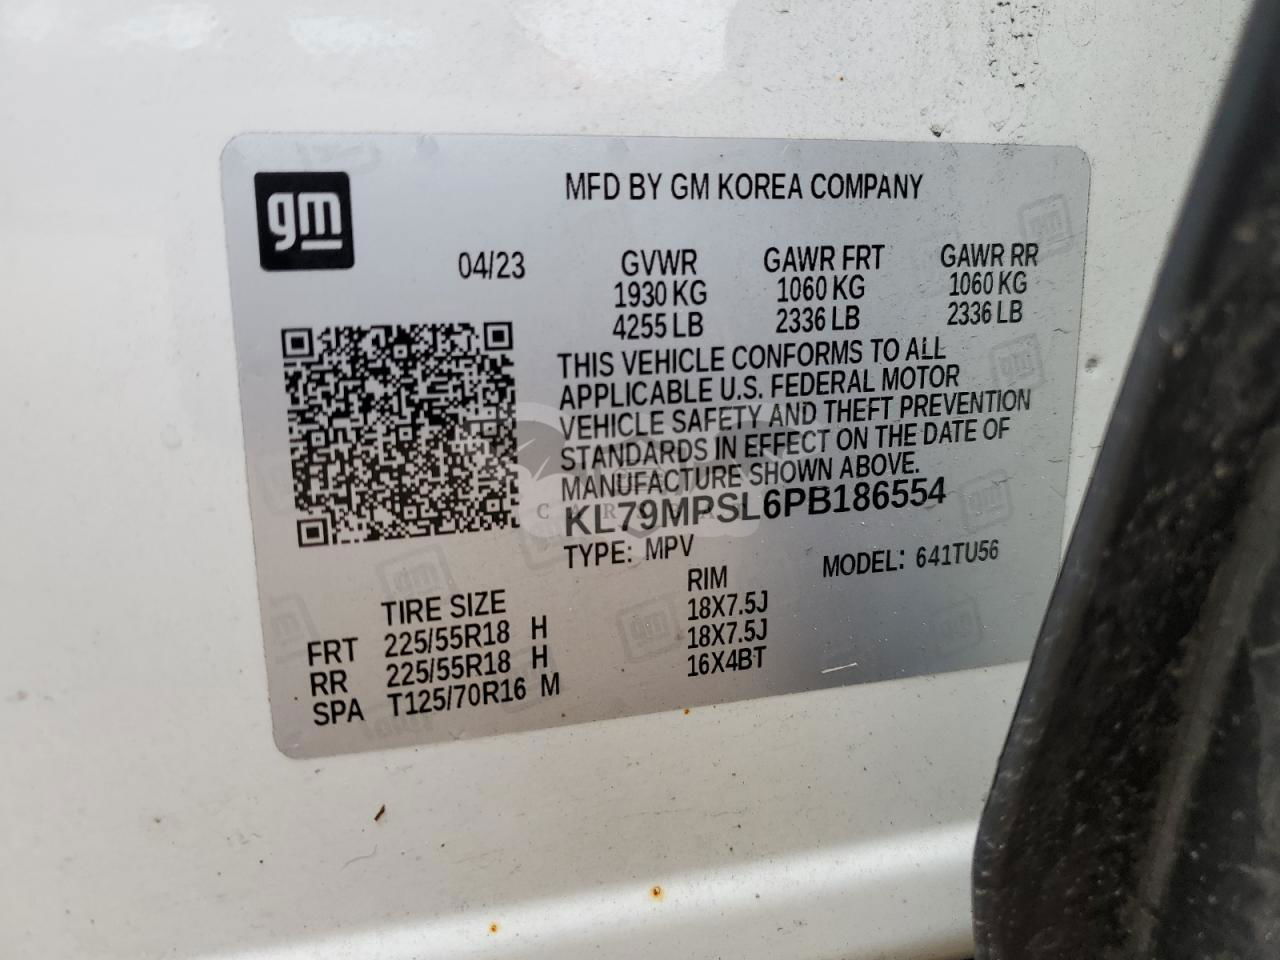 gm
MFD BY GM KOREA COMPANY
04/23 GVWR GAWR FRT GAWR RR
1930 KG 1060 KG 1060 KG
4255 LB 2336 LB 2336 LB
THIS VEHICLE CONFORMS TO ALL
APPLICABLE U.S. FEDERAL MOTOR
VEHICLE SAFETY AND THEFT PREVENTION
STANDARDS IN EFFECT ON THE DATE OF
MANUFACTURE SHOWN ABOVE.
KL79MPSL6PB186554
TYPE: MPV MODEL: 641TU56
TIRE SIZE RIM
FRT 225/55R18 H 18X7.5J
RR 225/55R18 H 18X7.5J
SPA T125/70R16 M 16X4BT